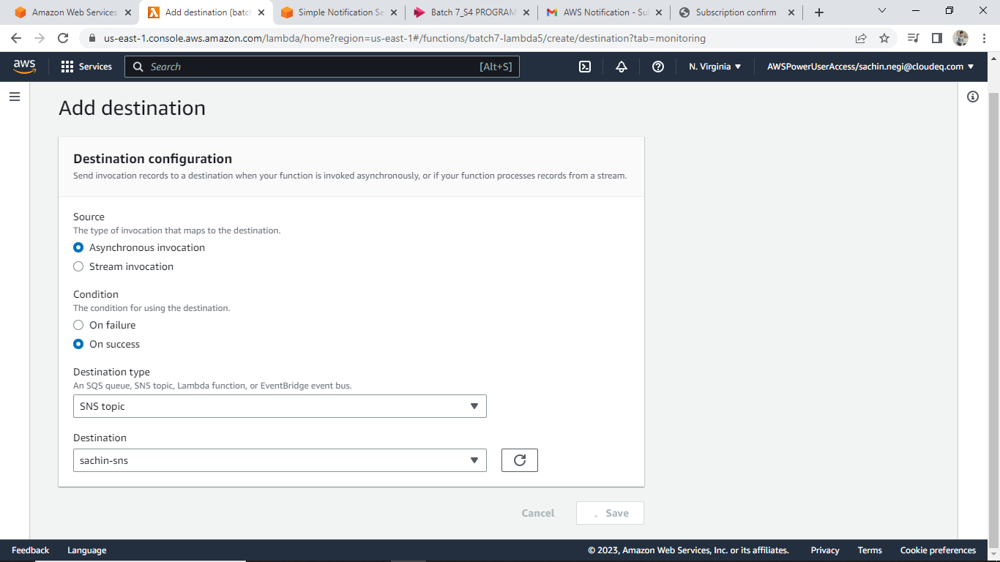 Amazon Web Services
Add destination (batc
Simple Notification Se
Batch 7_S4 PROGRAM
AWS Notification - Su
Subscription confirm
us-east-1.console.aws.amazon.com/lambda/home?region=us-east-1#/functions/batch7-lambda5/create/destination?tab=monitoring
aws
Services
Search
[Alt+S]
N. Virginia
AWSPowerUserAccess/sachin.negi@cloudeq.com
Add destination
Destination configuration
Send invocation records to a destination when your function is invoked asynchronously, or if your function processes records from a stream.
Source
The type of invocation that maps to the destination.
Asynchronous invocation
Stream invocation
Condition
The condition for using the destination.
On failure
On success
Destination type
An SQS queue, SNS topic, Lambda function, or EventBridge event bus.
SNS topic
Destination
sachin-sns
Cancel
Save
Feedback
Language
© 2023, Amazon Web Services, Inc. or its affiliates.
Privacy
Terms
Cookie preferences